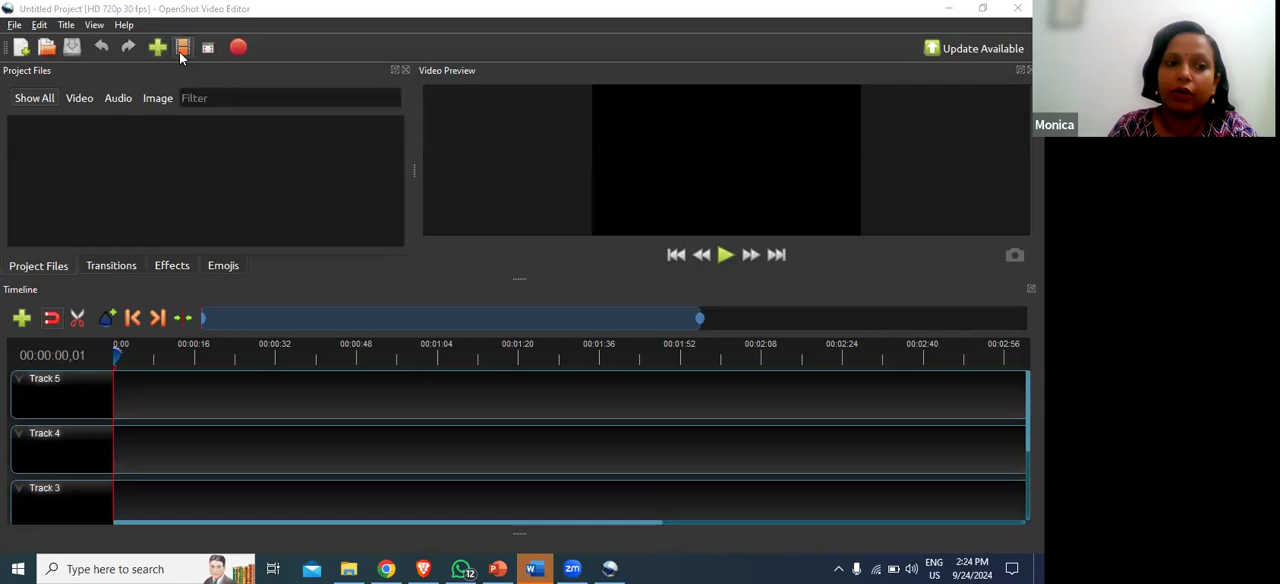 Untitled Project [HD 720p 30 fps] - OpenShot Video Editor
File Edit Title View Help
Update Available
Project Files
Video Preview
Show All Video Audio Image Filter
Monica
Project Files Transitions Effects Emojis
Timeline
00:00:00,01
0:00 00:00:16 00:00:32 00:00:48 00:01:04 00:01:20 00:01:36 00:01:52 00:02:08 00:02:24 00:02:40 00:02:56
Track 5
Track 4
Track 3
Type here to search
12
zm
ENG
US
2:24 PM
9/24/2024